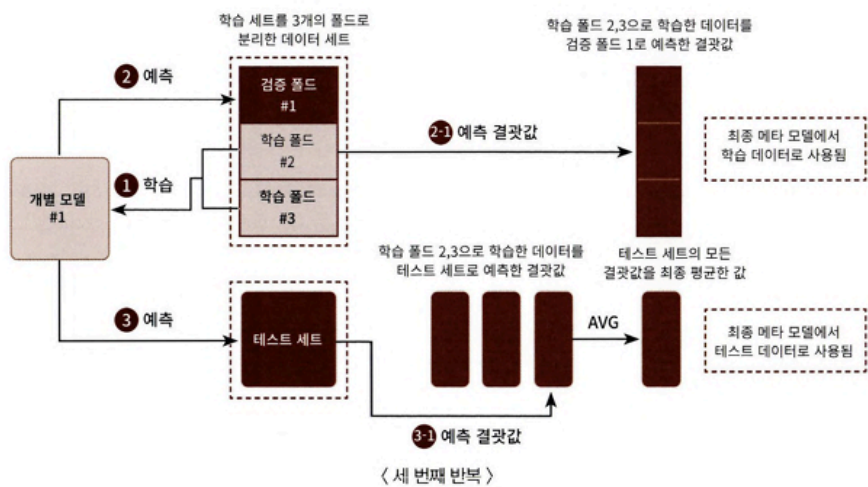 학습 세트를 3개의 폴드로
분리한 데이터 세트
학습 폴드 2,3으로 학습한 데이터를
검증 폴드 1로 예측한 결괏값
2 예측
검증 폴드
#1
학습 폴드
#2
학습 폴드
#3
2-1 예측 결괏값
최종 메타 모델에서
학습 데이터로 사용됨
개별 모델
#1
1 학습
학습 폴드 2,3으로 학습한 데이터를
테스트 세트로 예측한 결괏값
테스트 세트의 모든
결괏값을 최종 평균한 값
3 예측
테스트 세트
AVG
최종 메타 모델에서
테스트 데이터로 사용됨
3-1 예측 결괏값
〈 세 번째 반복 〉